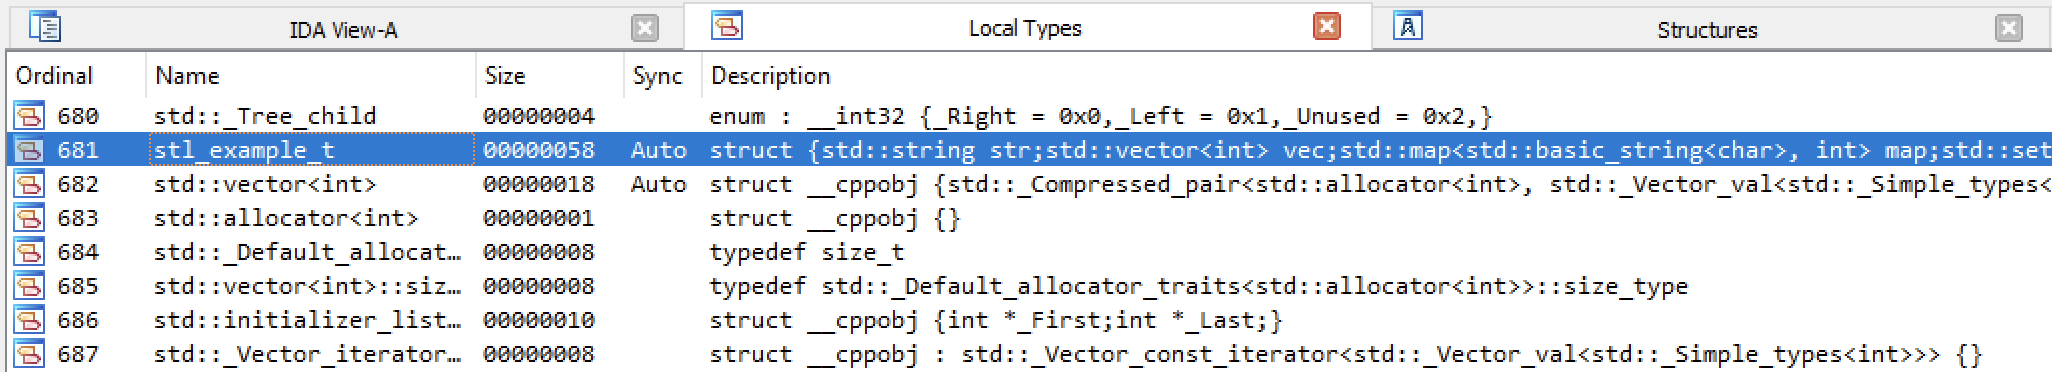 IDA View-A Local Types Structures
Ordinal Name Size Sync Description
680 std::_Tree_child 00000004 enum : __int32 {_Right = 0x0,_Left = 0x1,_Unused = 0x2,}
681 stl_example_t 00000058 Auto struct {std::string str;std::vector<int> vec;std::map<std::basic_string<char>, int> map;std::set
682 std::vector<int> 00000018 Auto struct __cppobj {std::_Compressed_pair<std::allocator<int>, std::_Vector_val<std::_Simple_types<
683 std::allocator<int> 00000001 struct __cppobj {}
684 std::_Default_allocat… 00000008 typedef size_t
685 std::vector<int>::siz… 00000008 typedef std::_Default_allocator_traits<std::allocator<int>>::size_type
686 std::initializer_list… 00000010 struct __cppobj {int *_First;int *_Last;}
687 std::_Vector_iterator… 00000008 struct __cppobj : std::_Vector_const_iterator<std::_Vector_val<std::_Simple_types<int>>> {}